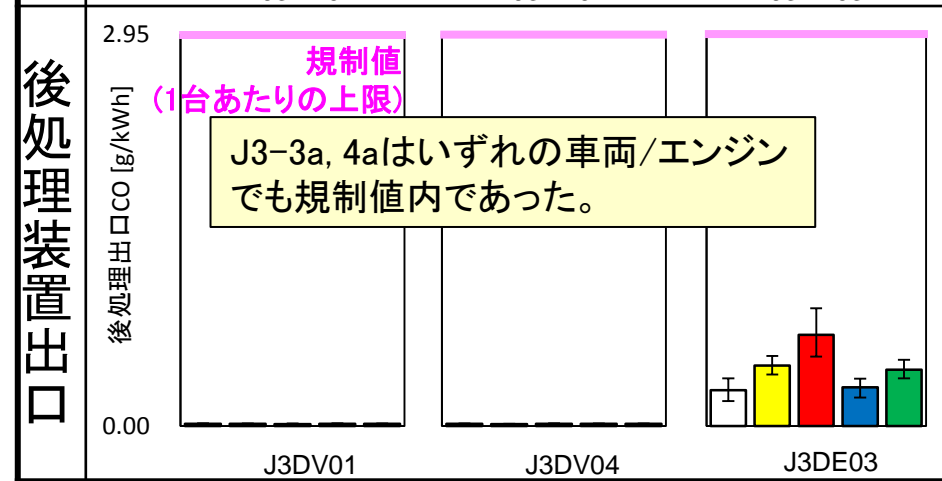 後処理装置出口
後処理出口CO [g/kWh]
2.95
0.00
規制値
(1台あたりの上限)
J3-3a, 4aはいずれの車両/エンジン
でも規制値内であった。
J3DV01
J3DV04
J3DE03